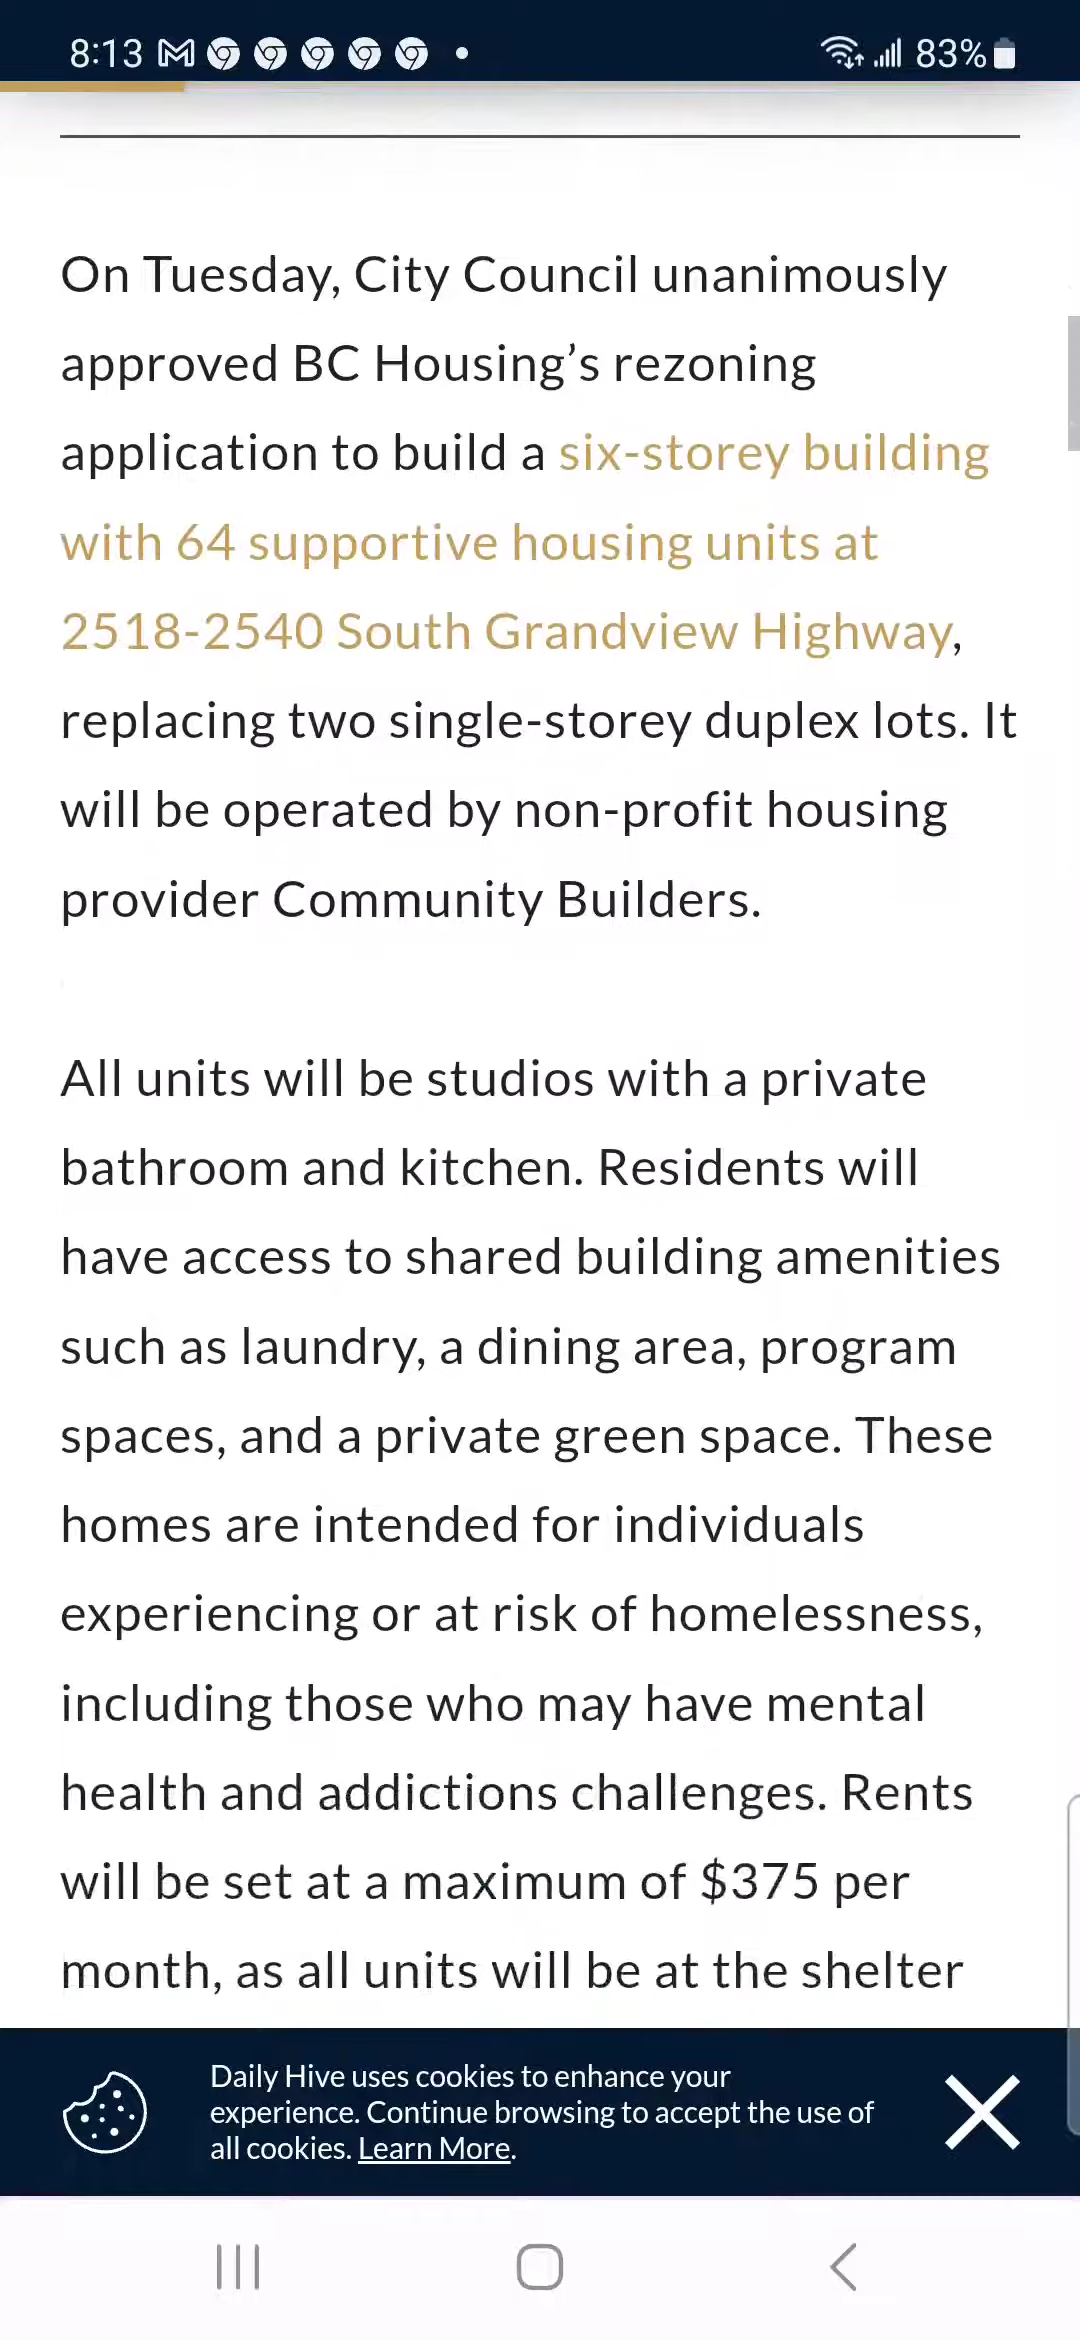 8:13
83%
On Tuesday, City Council unanimously
approved BC Housing’s rezoning
application to build a six-storey building
with 64 supportive housing units at
2518-2540 South Grandview Highway,
replacing two single-storey duplex lots. It
will be operated by non-profit housing
provider Community Builders.
All units will be studios with a private
bathroom and kitchen. Residents will
have access to shared building amenities
such as laundry, a dining area, program
spaces, and a private green space. These
homes are intended for individuals
experiencing or at risk of homelessness,
including those who may have mental
health and addictions challenges. Rents
will be set at a maximum of $375 per
month, as all units will be at the shelter
Daily Hive uses cookies to enhance your
experience. Continue browsing to accept the use of
all cookies. Learn More.